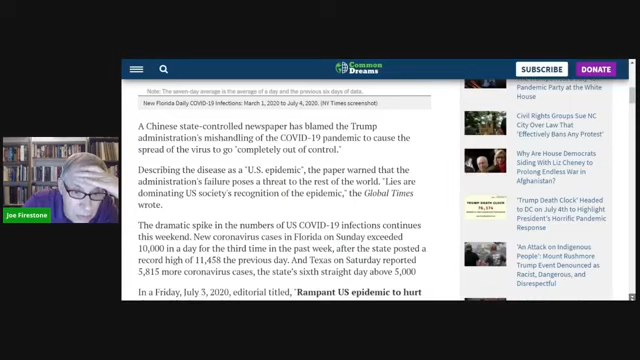 Common
Dreams
SUBSCRIBE
DONATE
Note: The seven-day average is the average of a day and the previous six days of data.
New Florida Daily COVID-19 Infections: March 1, 2020 to July 4, 2020. (NY Times screenshot)
A Chinese state-controlled newspaper has blamed the Trump
administration's mishandling of the COVID-19 pandemic to cause the
spread of the virus to go "completely out of control."
Describing the disease as a "U.S. epidemic", the paper warned that the
administration's failure poses a threat to the rest of the world. "Lies are
dominating US society's recognition of the epidemic," the Global Times
wrote.
The dramatic spike in the numbers of US COVID-19 infections continues
this weekend. New coronavirus cases in Florida on Sunday exceeded
10,000 in a day for the third time in the past week, after the state posted a
record high of 11,458 the previous day. And Texas on Saturday reported
5,815 more coronavirus cases, the state's sixth straight day above 5,000
In a Friday, July 3, 2020, editorial titled, "Rampant US epidemic to hurt
Pandemic Party at the White
House
Civil Rights Groups Sue NC
City Over Law That
"Effectively Bans Any Protest"
Why Are House Democrats
Siding With Liz Cheney to
Prolong Endless War in
Afghanistan?
TRUMP DEATH CLOCK
76,174
'Trump Death Clock' Headed
to DC on July 4th to Highlight
President's Horrific Pandemic
Response
'An Attack on Indigenous
People': Mount Rushmore
Trump Event Denounced as
Racist, Dangerous, and
Disrespectful
Joe Firestone